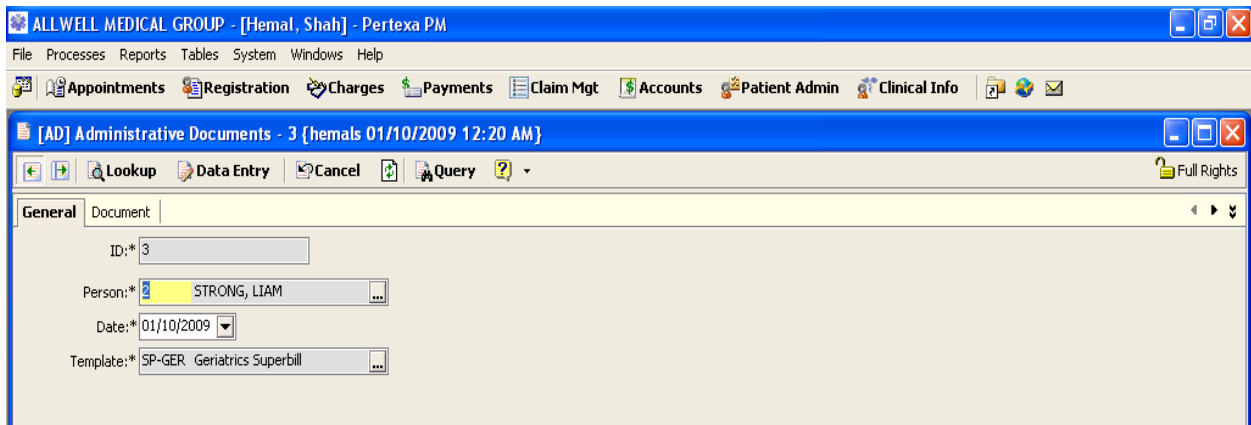 ALLWELL MEDICAL GROUP - [Hemal, Shah] - Pertexa PM
File Processes Reports Tables System Windows Help
Appointments Registration Charges Payments Claim Mgt Accounts Patient Admin Clinical Info
[AD] Administrative Documents - 3 {hemals 01/10/2009 12:20 AM}
Lookup Data Entry Cancel Query Full Rights
General Document
ID:* 3
Person:* 2 STRONG, LIAM ...
Date:* 01/10/2009
Template:* SP-GER Geriatrics Superbill ...